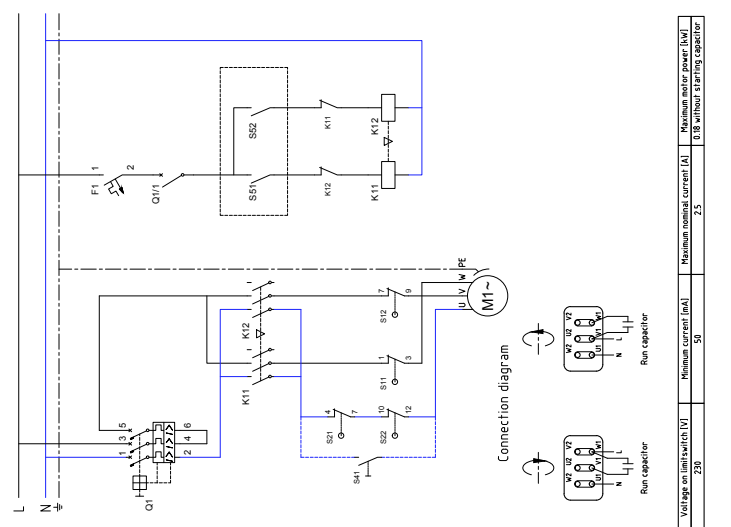 L
N
F1
1
2
Q1/1
S51
S52
K12
K11
K11
K12
PE
1
3
5
2
4
6
Q1
K11
K12
S12
7
9
S11
1
3
S21
4
7
S22
10
12
S41
U
V
W
M1~
Connection diagram
W2 U2 V2
U1 V1 W1
N
L
Run capacitor
W2 U2 V2
U1 V1 W1
N
L
Run capacitor
Voltage on limitswitch [V] Minimum current [mA] Maximum nominal current [A] Maximum motor power [kW]
230 50 2.5 0.18 without starting capacitor